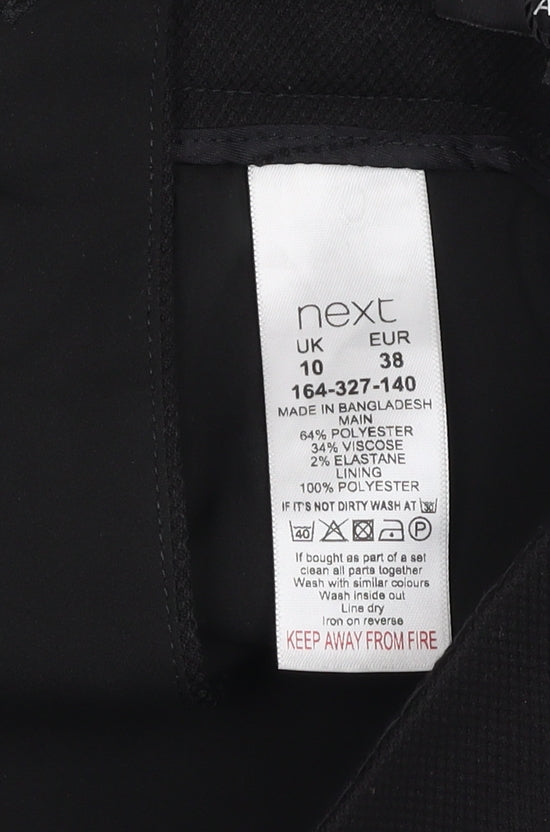 A
next
UK EUR
10 38
164-327-140
MADE IN BANGLADESH
MAIN
64% POLYESTER
34% VISCOSE
2% ELASTANE
LINING
100% POLYESTER
IF IT'S NOT DIRTY WASH AT 30
40 P
If bought as part of a set
clean all parts together
Wash with similar colours
Wash inside out
Line dry
Iron on reverse
KEEP AWAY FROM FIRE